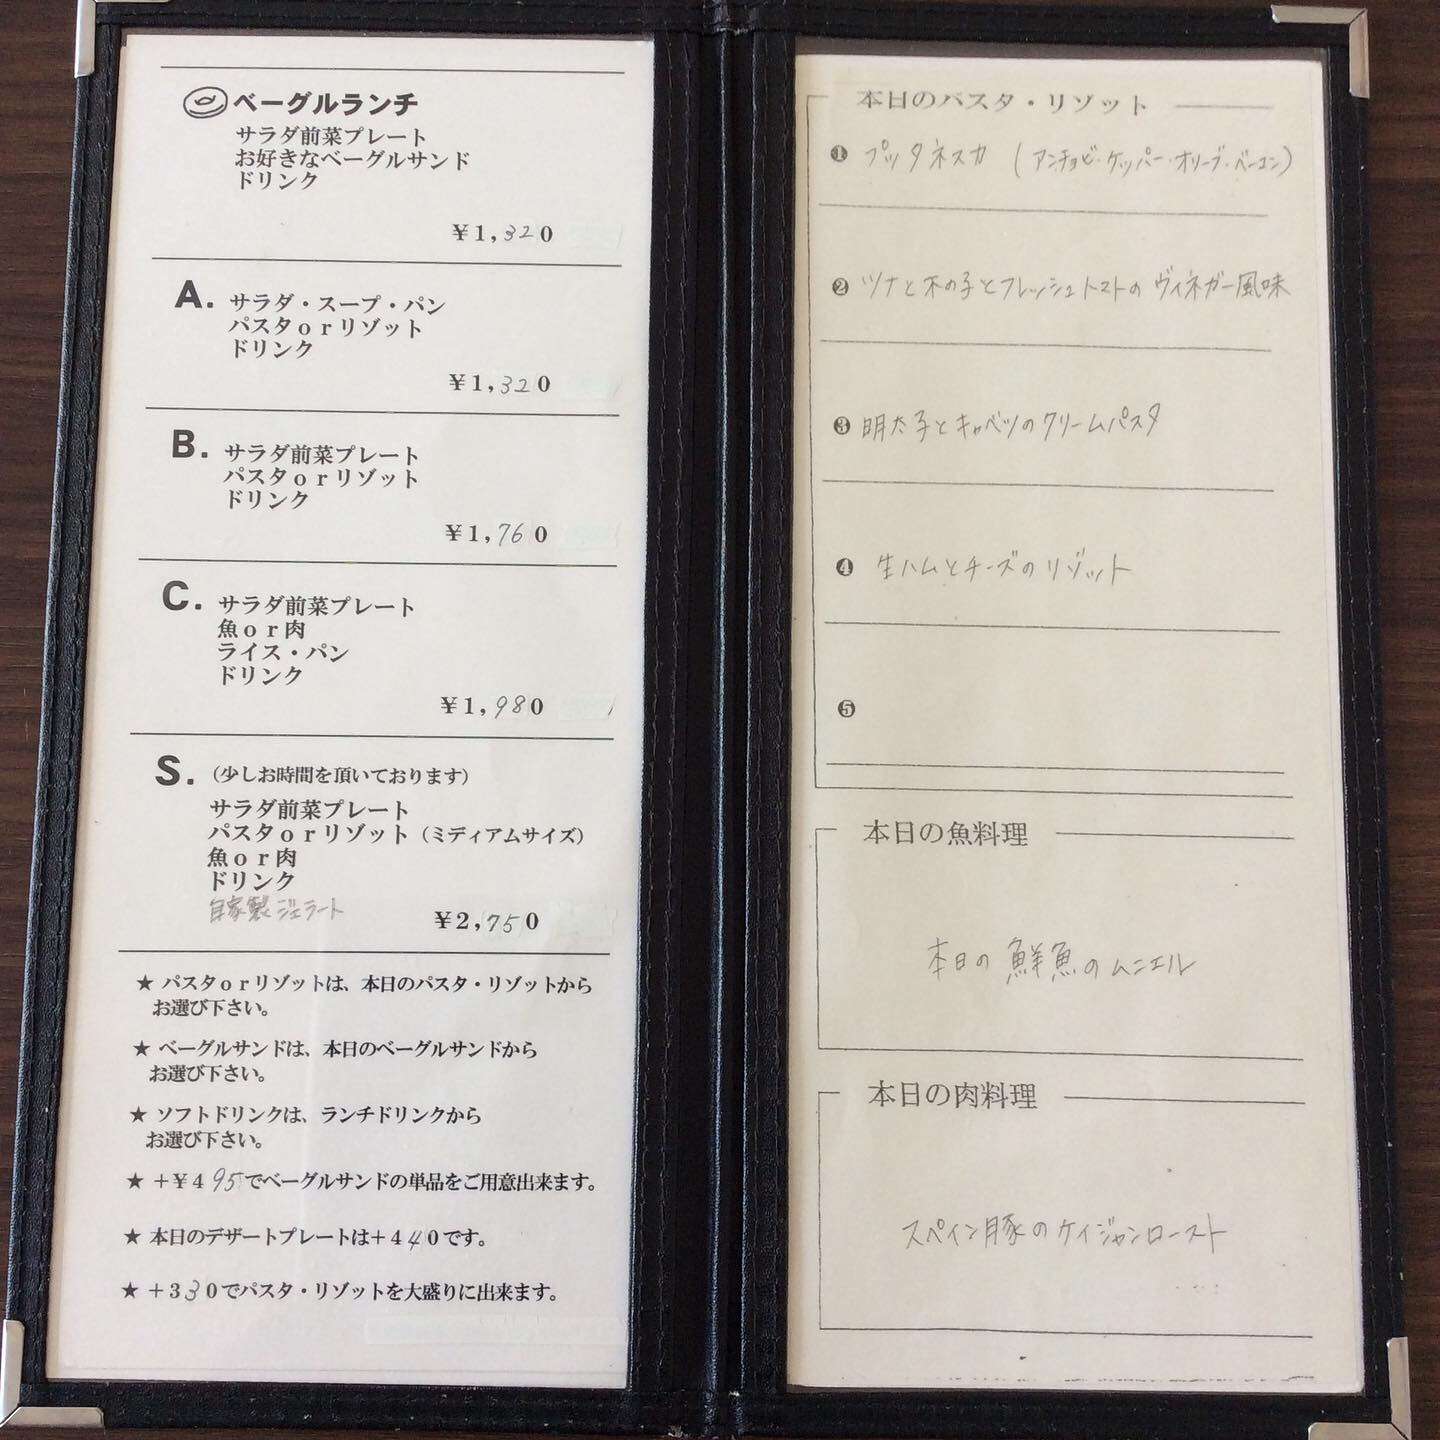 ベーグルランチ
サラダ前菜プレート
お好きなベーグルサンド
ドリンク
¥1,320
A. サラダ・スープ・パン
パスタorリゾット
ドリンク
¥1,320
B. サラダ前菜プレート
パスタorリゾット
ドリンク
¥1,760
C. サラダ前菜プレート
魚or肉
ライス・パン
ドリンク
¥1,980
S. (少しお時間を頂いております)
サラダ前菜プレート
パスタorリゾット(ミディアムサイズ)
魚or肉
ドリンク
自家製ジェラート
¥2,750
★ パスタorリゾットは、本日のパスタ・リゾットから
お選び下さい。
★ ベーグルサンドは、本日のベーグルサンドから
お選び下さい。
★ ソフトドリンクは、ランチドリンクから
お選び下さい。
★ +¥495でベーグルサンドの単品をご用意出来ます。
★ 本日のデザートプレートは+440です。
★ +330でパスタ・リゾットを大盛りに出来ます。
本日のパスタ・リゾット
❶ プッタネスカ (アンチョビ・ケッパー・オリーブ・ベーコン)
❷ ツナと木の子とフレッシュトマトの ヴィネガー風味
❸ 明太子とキャベツのクリームパスタ
❹ 生ハムとチーズのリゾット
❺
本日の魚料理
本日の鮮魚のムニエル
本日の肉料理
スペイン豚のケイジャンロースト